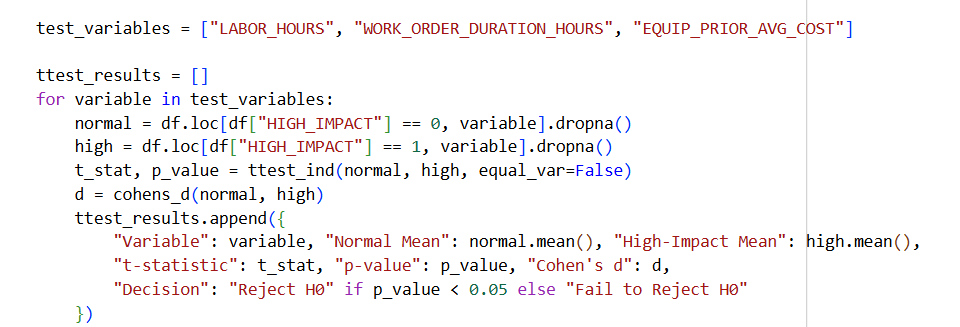 test_variables = ["LABOR_HOURS", "WORK_ORDER_DURATION_HOURS", "EQUIP_PRIOR_AVG_COST"]
ttest_results = []
for variable in test_variables:
    normal = df.loc[df["HIGH_IMPACT"] == 0, variable].dropna()
    high = df.loc[df["HIGH_IMPACT"] == 1, variable].dropna()
    t_stat, p_value = ttest_ind(normal, high, equal_var=False)
    d = cohens_d(normal, high)
    ttest_results.append({
        "Variable": variable, "Normal Mean": normal.mean(), "High-Impact Mean": high.mean(),
        "t-statistic": t_stat, "p-value": p_value, "Cohen's d": d,
        "Decision": "Reject H0" if p_value < 0.05 else "Fail to Reject H0"
    })